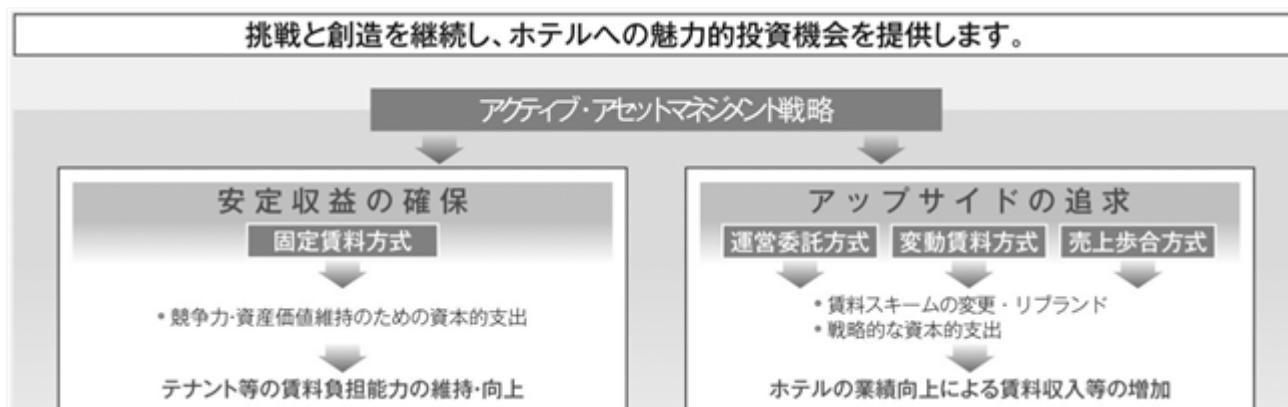 挑戦と創造を継続し、ホテルへの魅力的投資機会を提供します。
アクティブ・アセットマネジメント戦略
安定収益の確保
固定賃料方式
• 競争力・資産価値維持のための資本的支出
テナント等の賃料負担能力の維持・向上
アップサイドの追求
運営委託方式 変動賃料方式 売上歩合方式
• 賃料スキームの変更・リブランド
• 戦略的な資本的支出
ホテルの業績向上による賃料収入等の増加